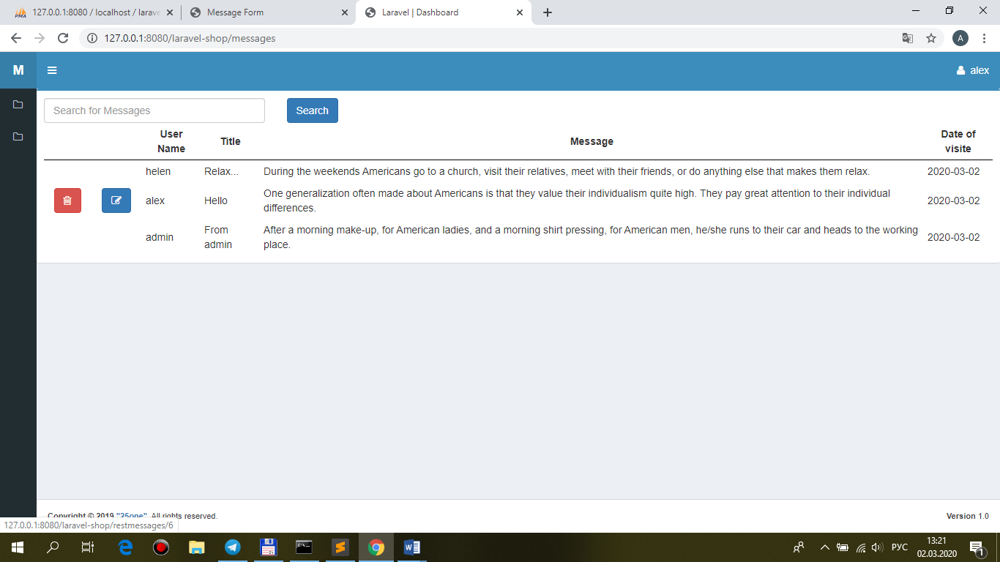 127.0.0.1:8080 / localhost / larave
Message Form
Laravel | Dashboard
127.0.0.1:8080/laravel-shop/messages
A
M
alex
Search for Messages
Search
User
Name
Title
Message
Date of
visite
helen
Relax...
During the weekends Americans go to a church, visit their relatives, meet with their friends, or do anything else that makes them relax.
2020-03-02
alex
Hello
One generalization often made about Americans is that they value their individualism quite high. They pay great attention to their individual
differences.
2020-03-02
admin
From
admin
After a morning make-up, for American ladies, and a morning shirt pressing, for American men, he/she runs to their car and heads to the working
place.
2020-03-02
Copyright © 2019 "25one". All rights reserved.
Version 1.0
127.0.0.1:8080/laravel-shop/restmessages/6
РУС
13:21
02.03.2020
1